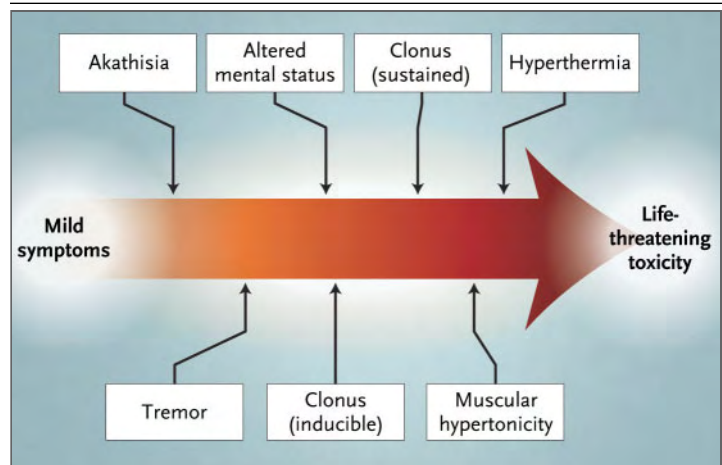 Akathisia
Altered
mental status
Clonus
(sustained)
Hyperthermia
Mild
symptoms
Life-
threatening
toxicity
Tremor
Clonus
(inducible)
Muscular
hypertonicity